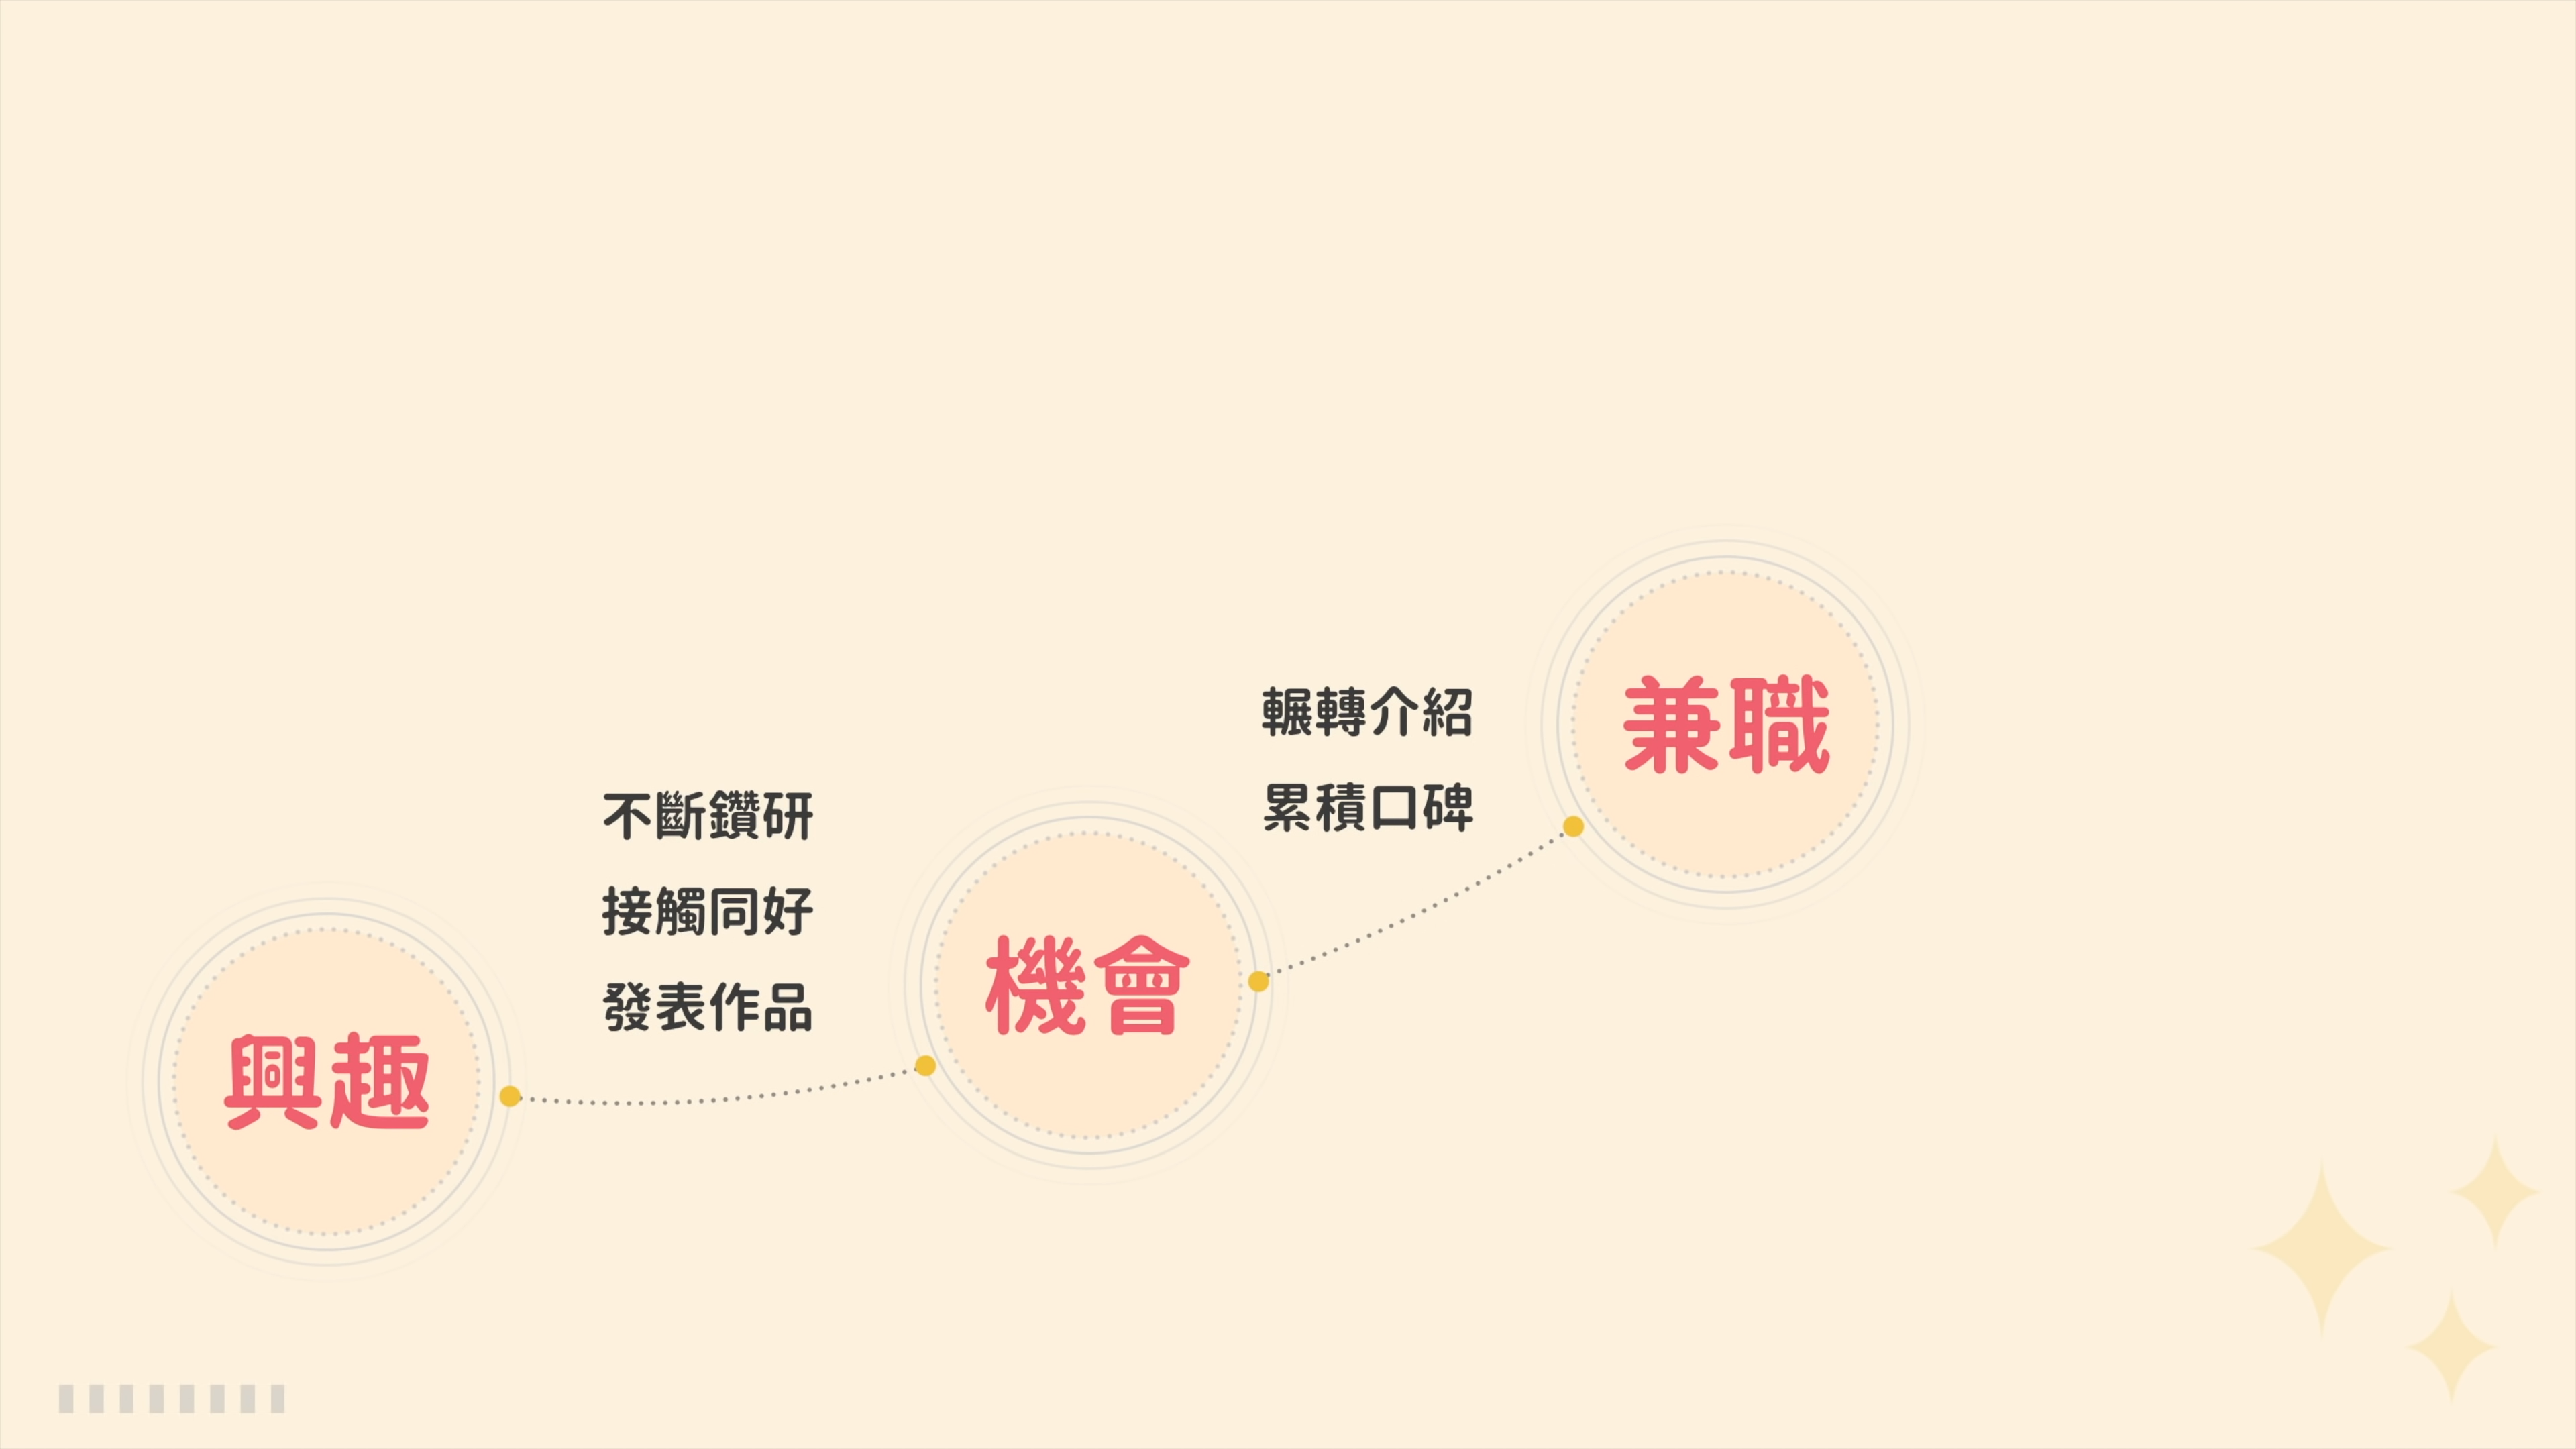 興趣
不斷鑽研
接觸同好
發表作品
機會
輾轉介紹
累積口碑
兼職